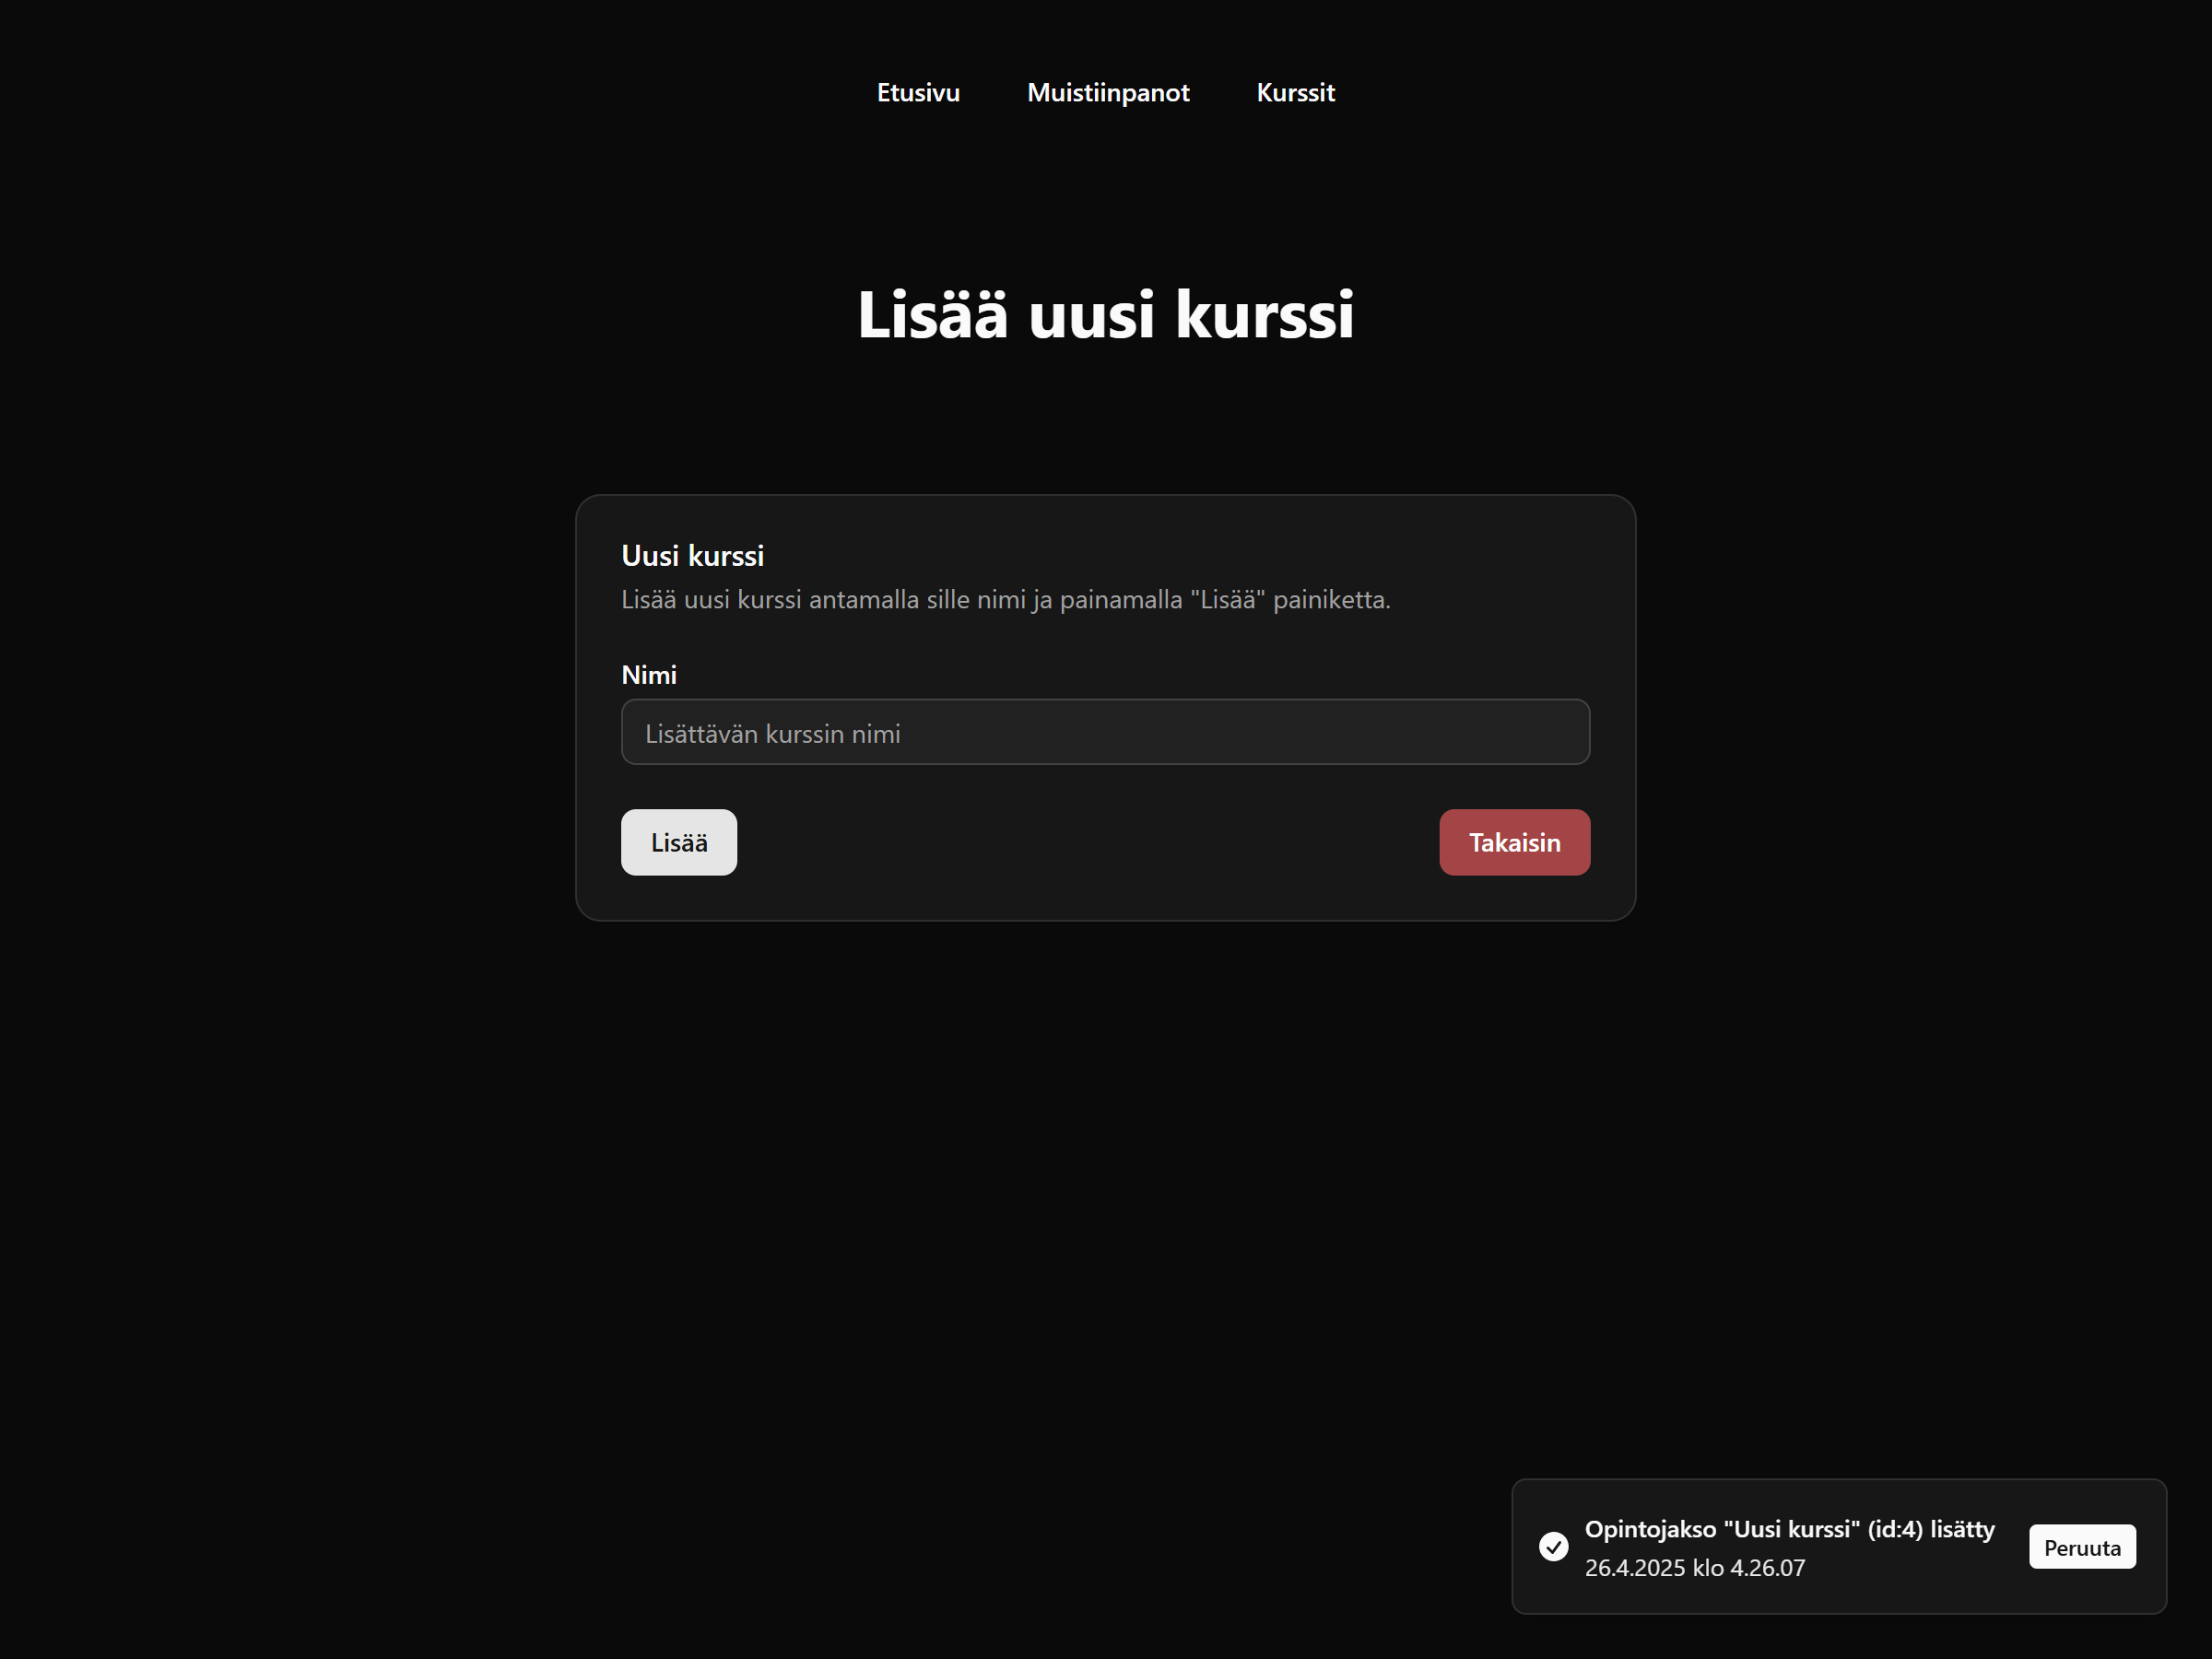 Etusivu Muistiinpanot Kurssit
Lisää uusi kurssi
Uusi kurssi
Lisää uusi kurssi antamalla sille nimi ja painamalla "Lisää" painiketta.
Nimi
Lisättävän kurssin nimi
Lisää Takaisin
Opintojakso "Uusi kurssi" (id:4) lisätty
26.4.2025 klo 4.26.07
Peruuta